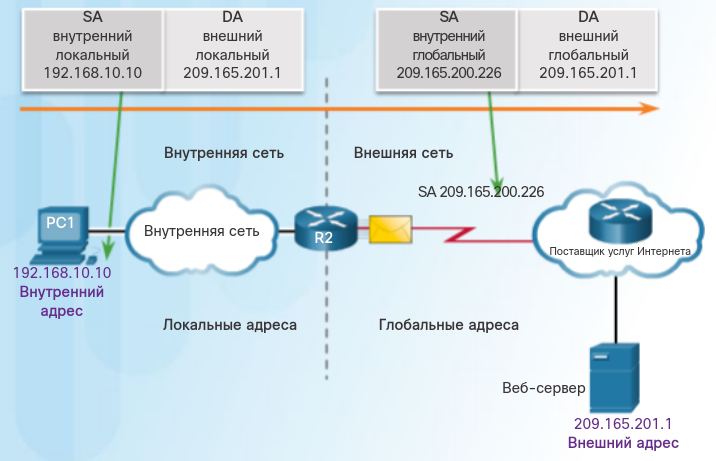 SA
внутренний
локальный
192.168.10.10
DA
внешний
локальный
209.165.201.1
SA
внутренний
глобальный
209.165.200.226
DA
внешний
глобальный
209.165.201.1
Внутренняя сеть
Внешняя сеть
SA 209.165.200.226
PC1
Внутренняя сеть
R2
Поставщик услуг Интернета
192.168.10.10
Внутренний
адрес
Локальные адреса
Глобальные адреса
Веб-сервер
209.165.201.1
Внешний адрес